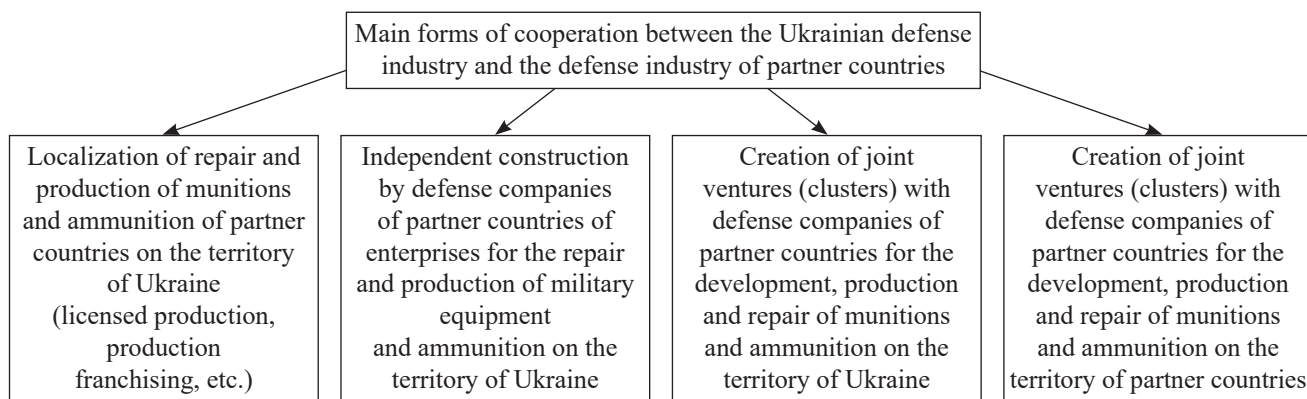 Main forms of cooperation between the Ukrainian defense
industry and the defense industry of partner countries
Localization of repair and
production of munitions
and ammunition of partner
countries on the territory
of Ukraine
(licensed production,
production
franchising, etc.)
Independent construction
by defense companies
of partner countries of
enterprises for the repair
and production of military
equipment
and ammunition on the
territory of Ukraine
Creation of joint
ventures (clusters) with
defense companies of
partner countries for the
development, production
and repair of munitions
and ammunition on the
territory of Ukraine
Creation of joint
ventures (clusters) with
defense companies of
partner countries for the
development, production
and repair of munitions
and ammunition on the
territory of partner countries